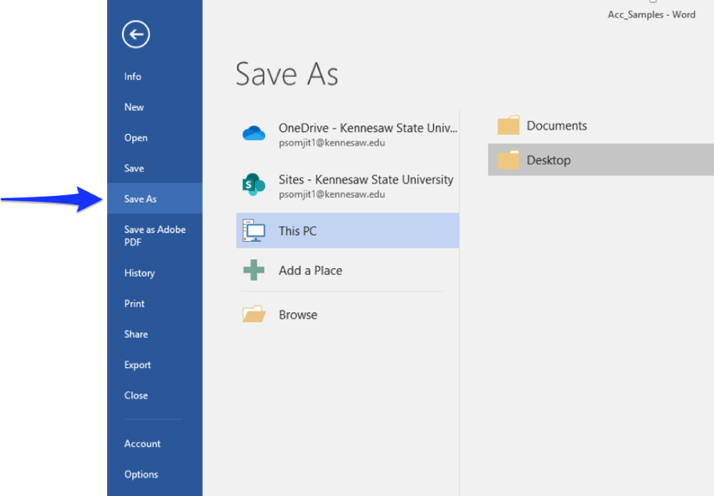 Acc_Samples - Word
Info
New
Open
Save
Save As
Save as Adobe
PDF
History
Print
Share
Export
Close
Account
Options
Save As
OneDrive - Kennesaw State Univ...
psomjit1@kennesaw.edu
S
Sites - Kennesaw State University
psomjit1@kennesaw.edu
This PC
Add a Place
Browse
Documents
Desktop